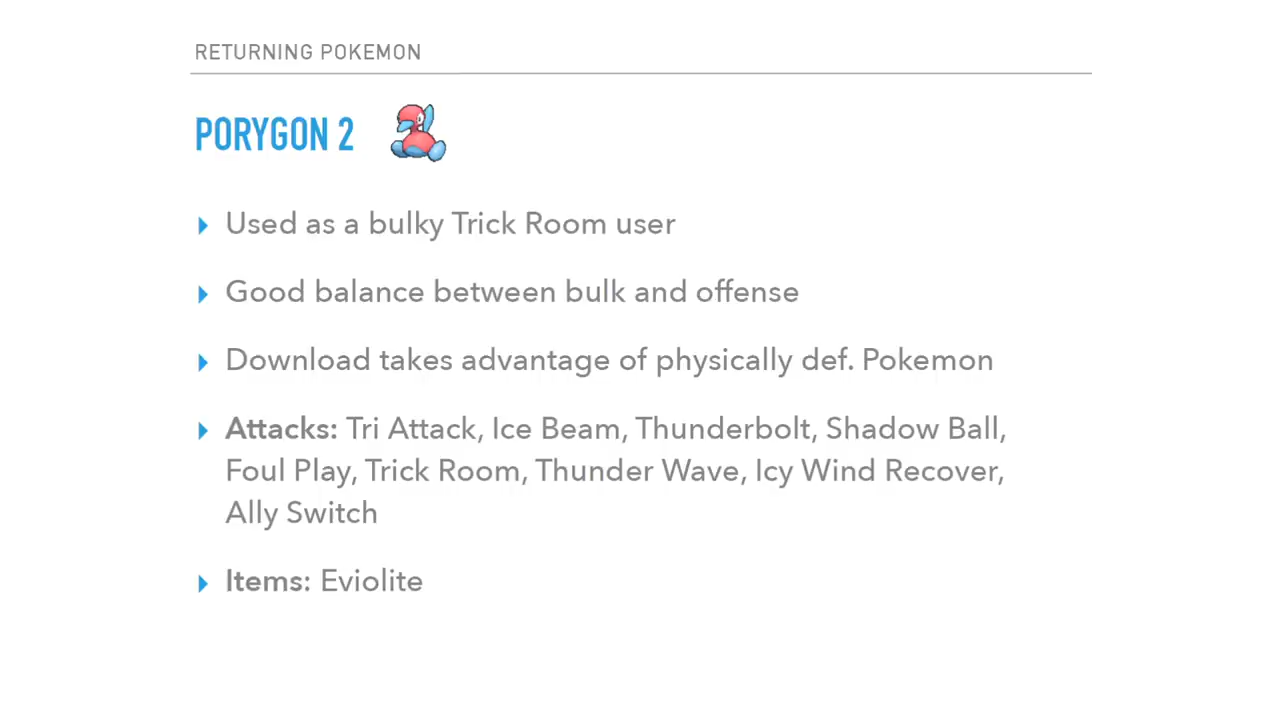 RETURNING POKEMON
PORYGON 2
Used as a bulky Trick Room user
Good balance between bulk and offense
Download takes advantage of physically def. Pokemon
Attacks: Tri Attack, Ice Beam, Thunderbolt, Shadow Ball,
Foul Play, Trick Room, Thunder Wave, Icy Wind Recover,
Ally Switch
Items: Eviolite